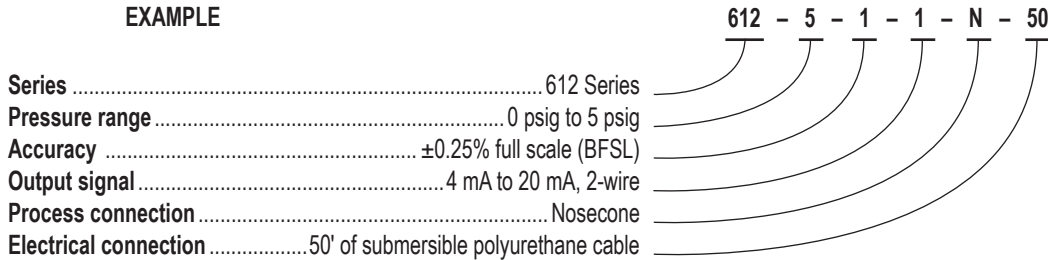 EXAMPLE 612 – 5 – 1 – 1 – N – 50
Series ........................................................................................... 612 Series
Pressure range .................................................................... 0 psig to 5 psig
Accuracy ............................................................ ±0.25% full scale (BFSL)
Output signal ............................................................ 4 mA to 20 mA, 2-wire
Process connection .................................................................... Nosecone
Electrical connection .................. 50' of submersible polyurethane cable